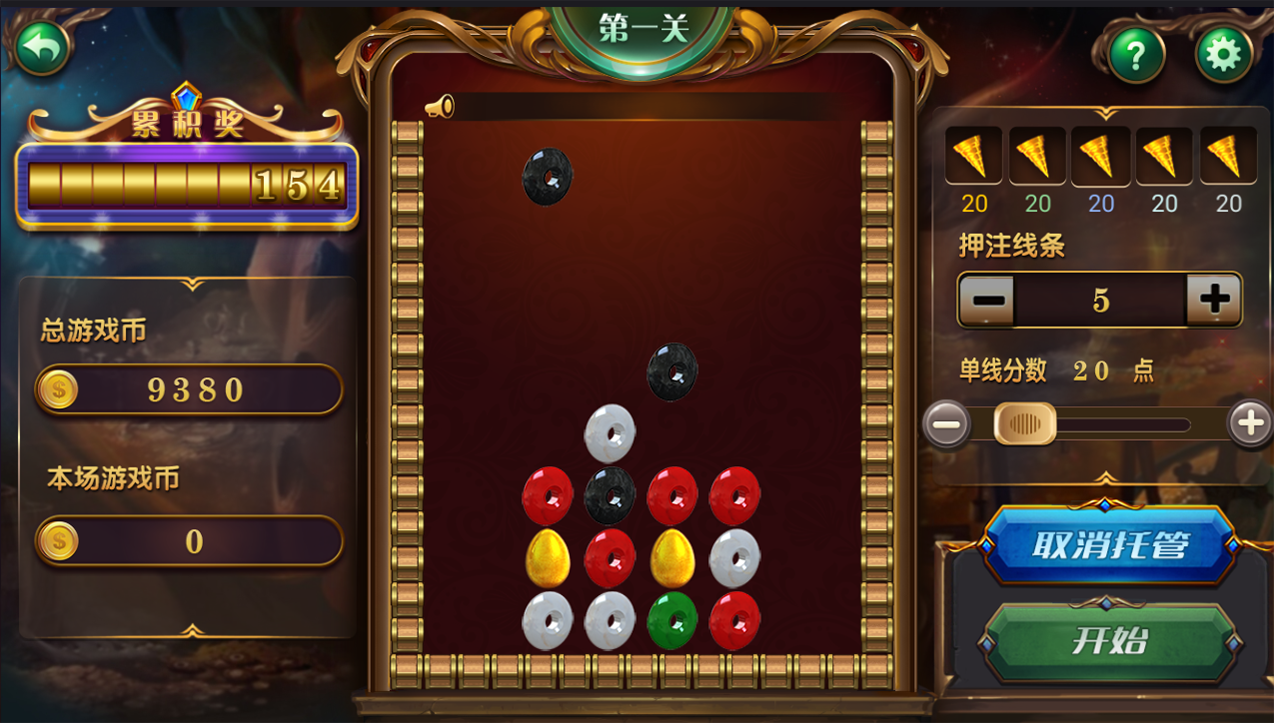 第一关
?
累积奖
154
总游戏币
$ 9380
本场游戏币
$ 0
20 20 20 20 20
押注线条
5
单线分数 20 点
取消托管
开始